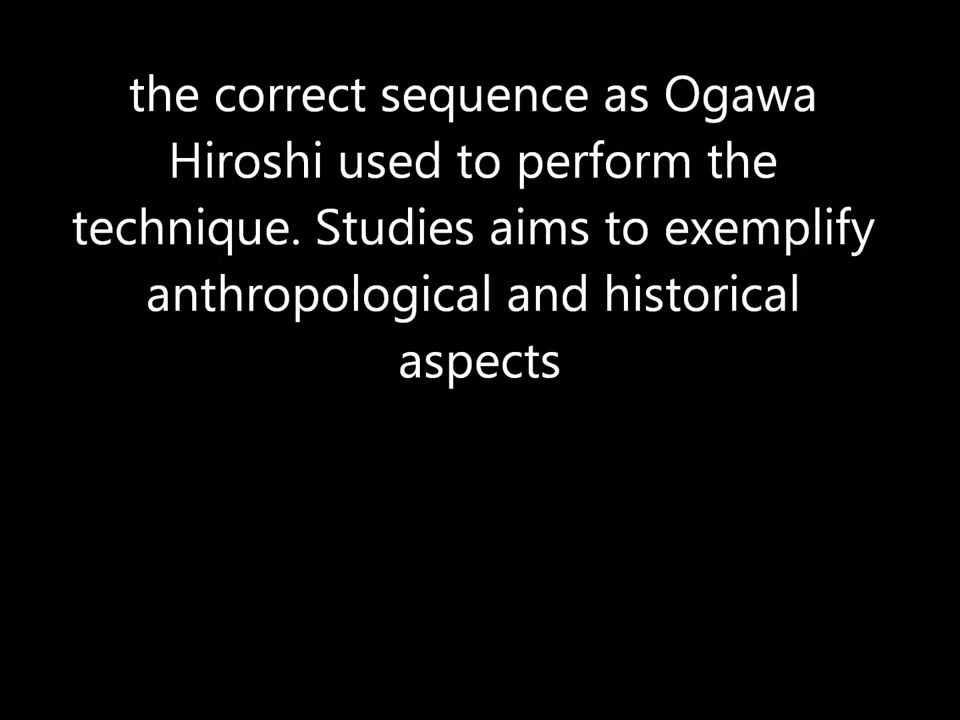 the correct sequence as Ogawa
Hiroshi used to perform the
technique. Studies aims to exemplify
anthropological and historical
aspects